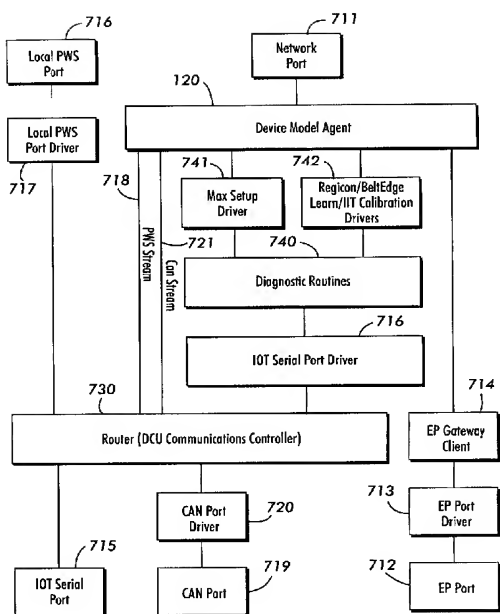 716
Local PWS
Port
711
Network
Port
120
Device Model Agent
Local PWS
Port Driver
717
718
PWS Stream
721
Can Stream
741
Max Setup
Driver
742
Regicon/BeltEdge
Learn/IIT Calibration
Drivers
740
Diagnostic Routines
716
IOT Serial Port Driver
730
Router (DCU Communications Controller)
714
EP Gateway
Client
CAN Port
Driver
720
713
EP Port
Driver
715
IOT Serial
Port
CAN Port
719
712
EP Port